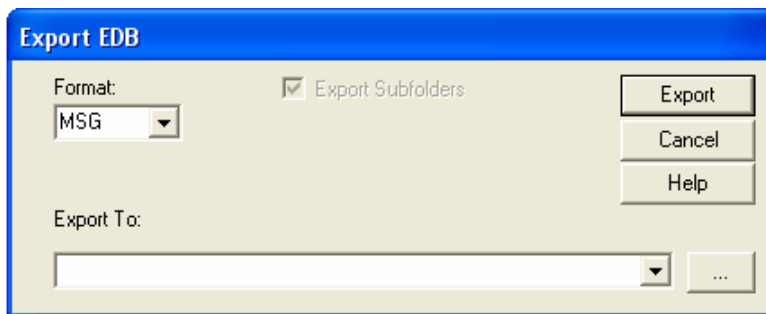 Export EDB
Format:
Export Subfolders
MSG
Export
Cancel
Help
Export To:
...